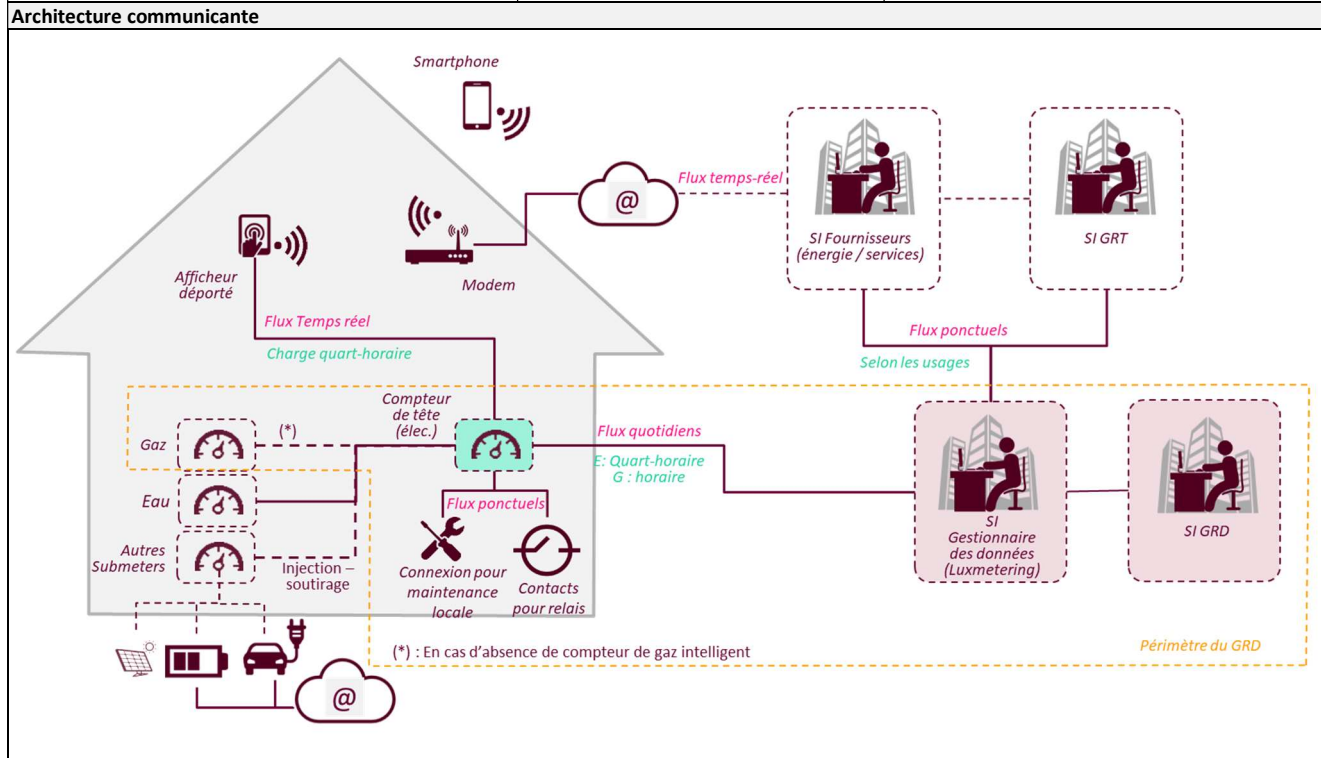 Architecture communicante
Smartphone
Flux temps-réel
@
SI Fournisseurs
(énergie / services)
SI GRT
Afficheur
déporté
Modem
Flux Temps réel
Charge quart-horaire
Flux ponctuels
Selon les usages
Compteur
de tête
(élec.)
Gaz
(*)
Flux quotidiens
E: Quart-horaire
G : horaire
Eau
Flux ponctuels
Autres
Submeters
Injection –
soutirage
Connexion pour
maintenance
locale
Contacts
pour relais
SI
Gestionnaire
des données
(Luxmetering)
SI GRD
(*) : En cas d'absence de compteur de gaz intelligent
Périmètre du GRD
@